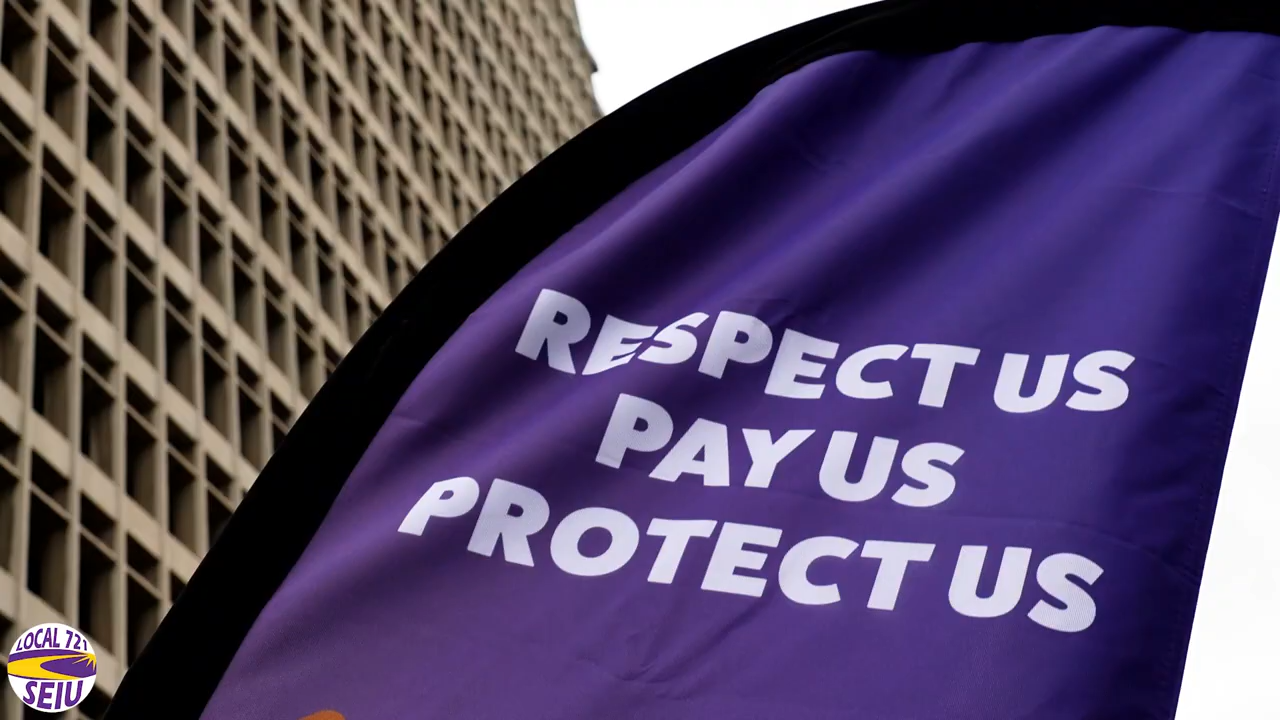 RESPECT US
PAY US
PROTECT US
LOCAL 721
SEIU